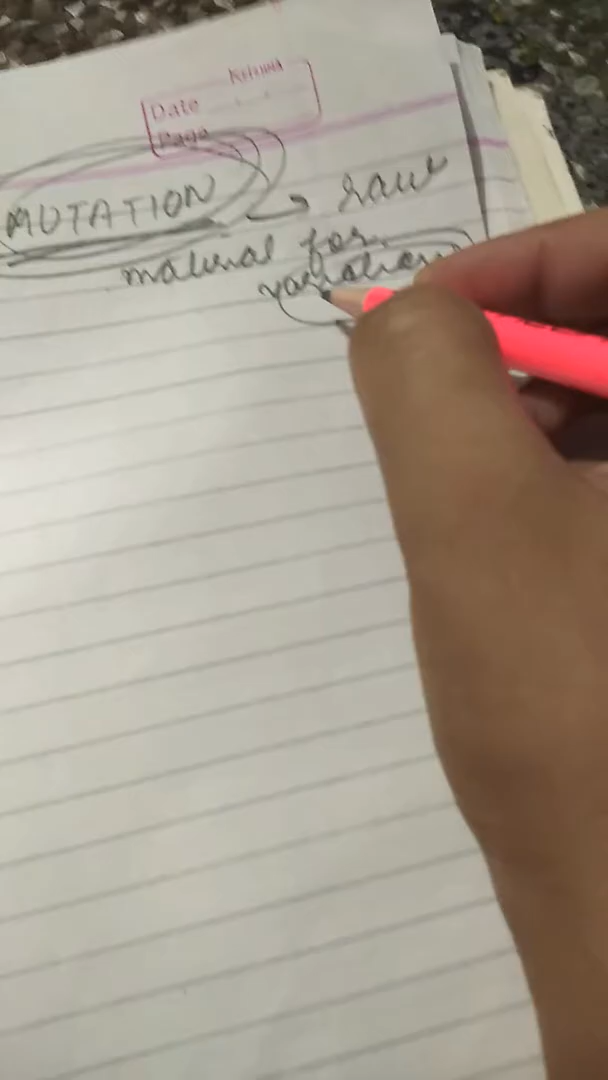 Date
Page
MUTATION → raw
material for
variation